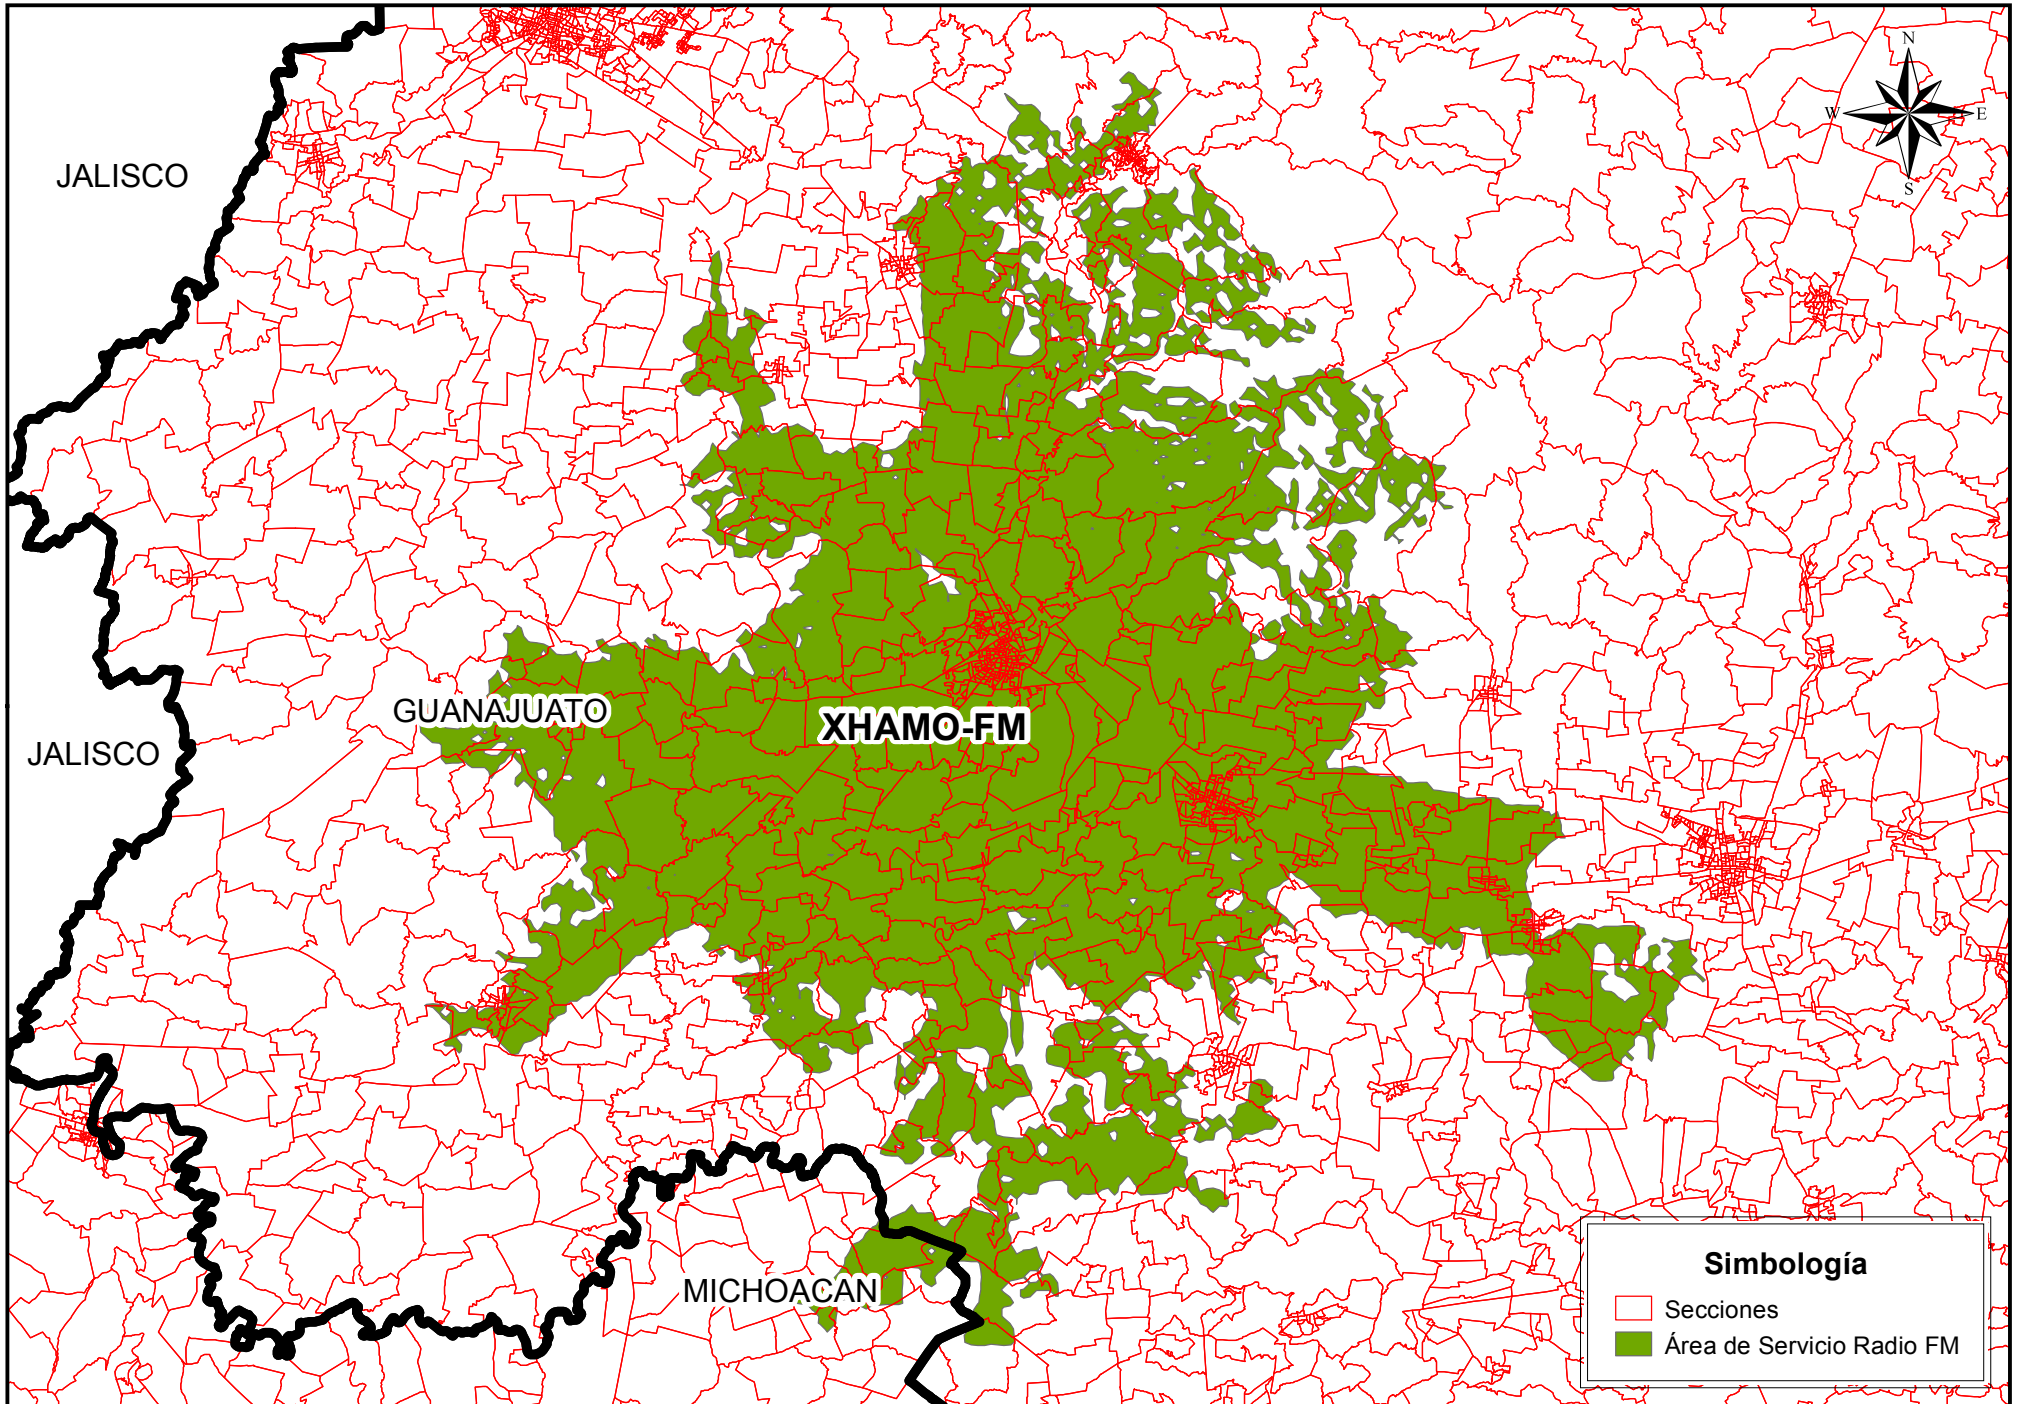 N
W
E
S
JALISCO
GUANAJUATO
XHAMO-FM
JALISCO
MICHOACAN
Simbología
Secciones
Área de Servicio Radio FM